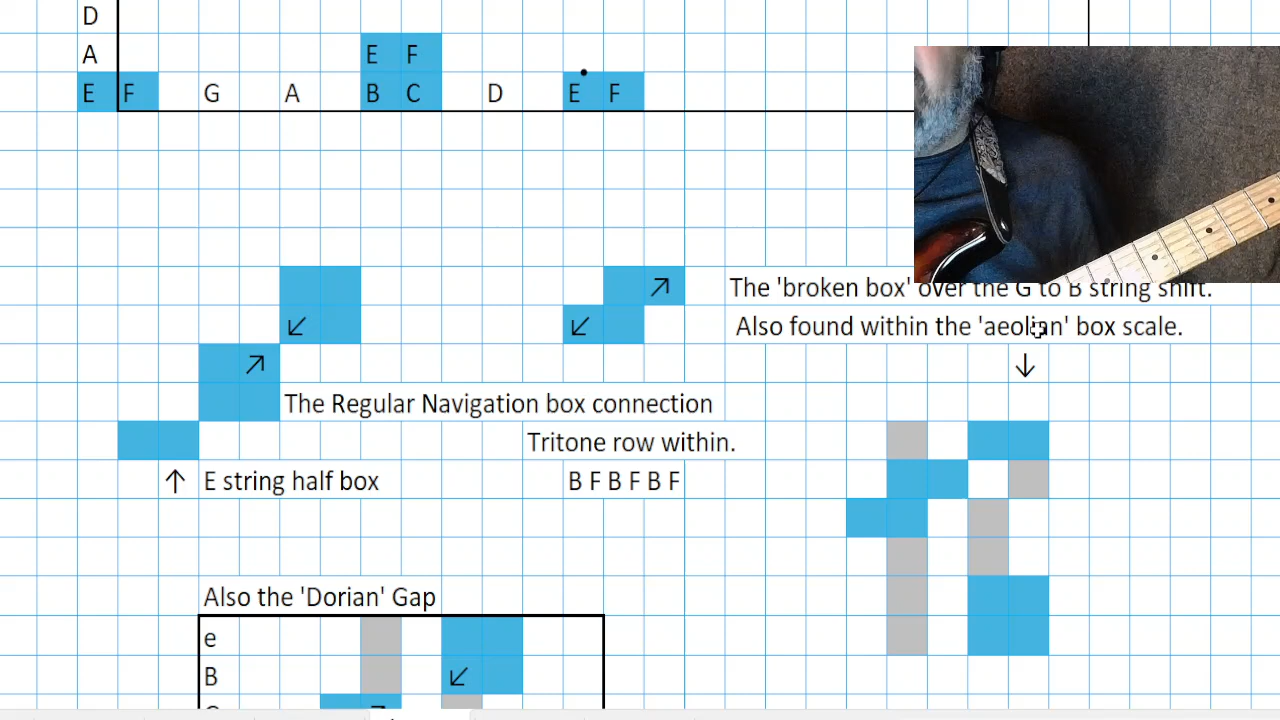 D
A E F
E F G A B C D E F
The 'broken box' over the G to B string shift.
Also found within the 'aeolian' box scale.
↙ ↗
↙
↗ ↓
The Regular Navigation box connection
Tritone row within.
↑ E string half box B F B F B F
Also the 'Dorian' Gap
e
B ↙